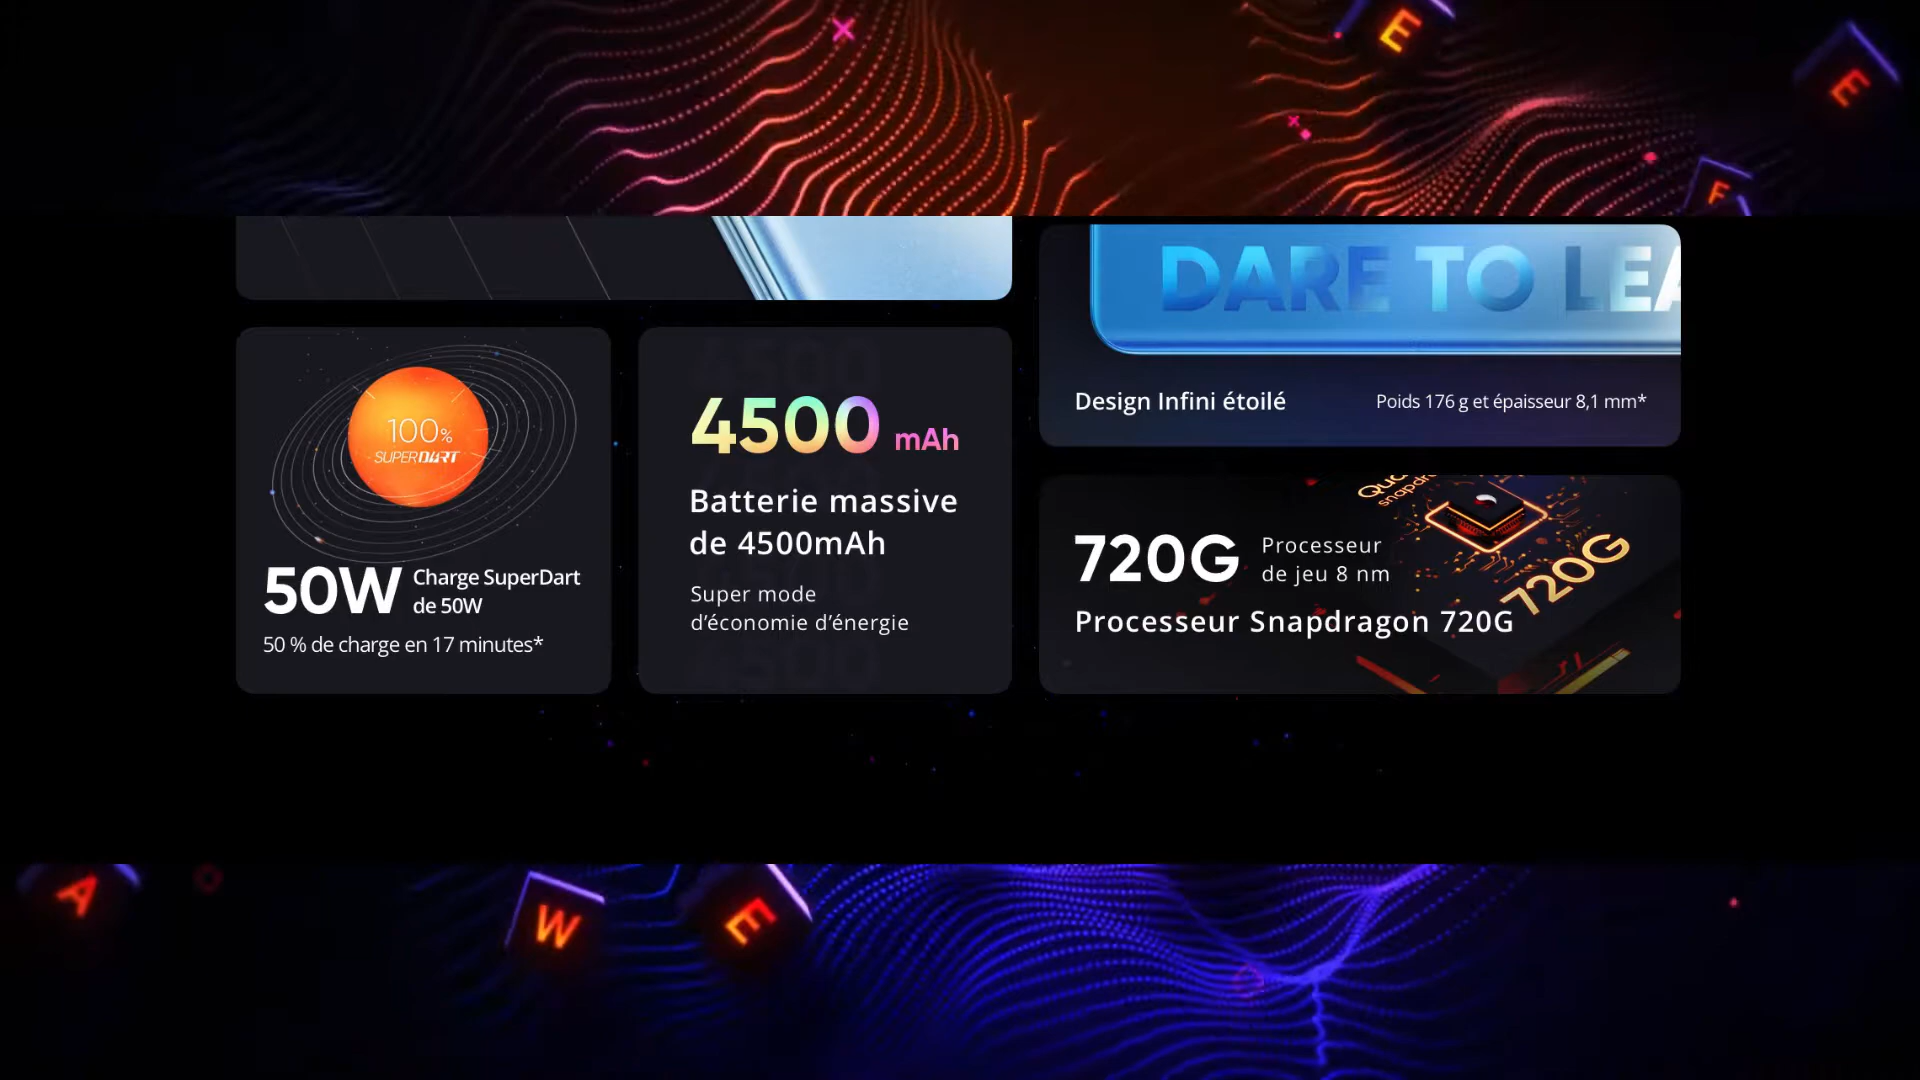 E
E
F
DARE TO LEA
Design Infini étoilé
Poids 176 g et épaisseur 8,1 mm*
100%
SUPERDART
50W
Charge SuperDart
de 50W
50 % de charge en 17 minutes*
4500 mAh
Batterie massive
de 4500mAh
Super mode
d’économie d’énergie
snapdr
720G
720G
Processeur
de jeu 8 nm
Processeur Snapdragon 720G
A
W
E